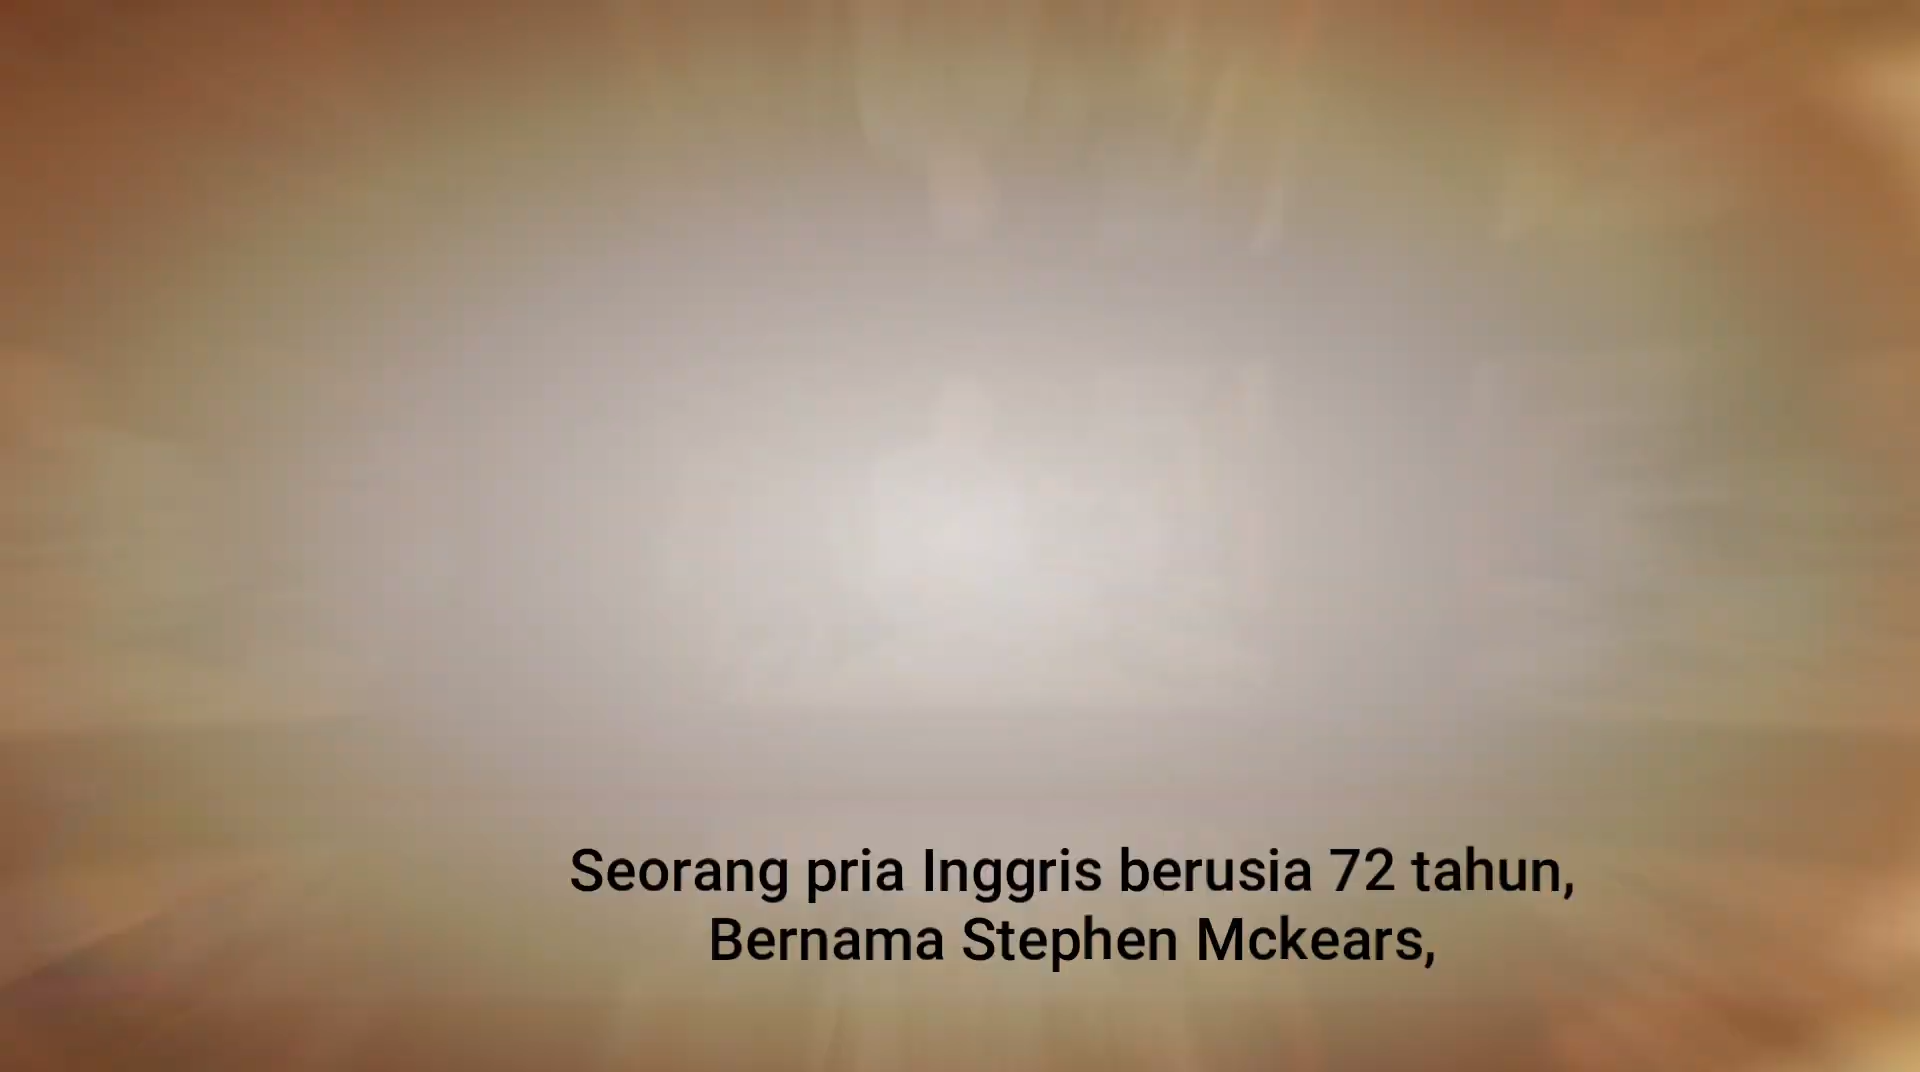 Seorang pria Inggris berusia 72 tahun,
Bernama Stephen Mckears,